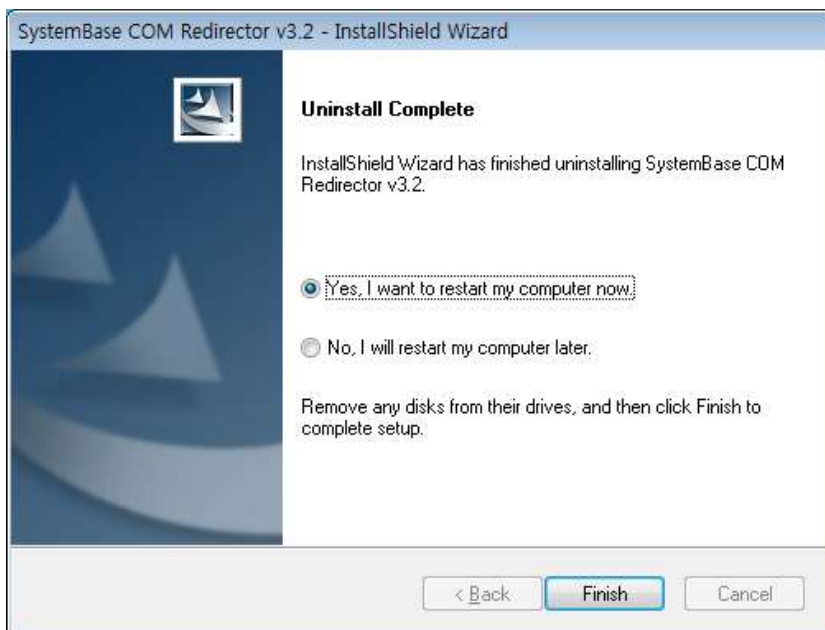 SystemBase COM Redirector v3.2 - InstallShield Wizard
Uninstall Complete
InstallShield Wizard has finished uninstalling SystemBase COM
Redirector v3.2.
Yes, I want to restart my computer now.
No, I will restart my computer later.
Remove any disks from their drives, and then click Finish to
complete setup.
< Back
Finish
Cancel